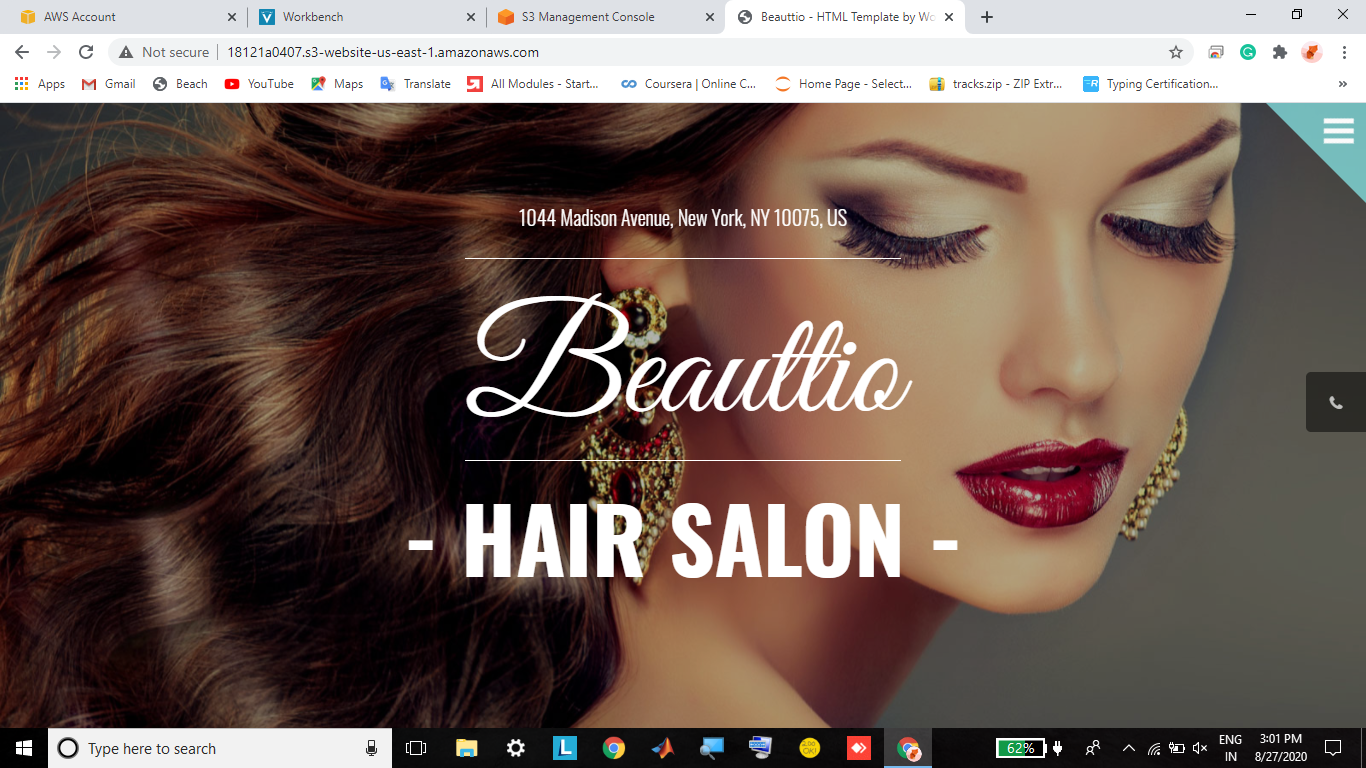 AWS Account
Workbench
S3 Management Console
Beauttio - HTML Template by Wo
Not secure | 18121a0407.s3-website-us-east-1.amazonaws.com
Apps
Gmail
Beach
YouTube
Maps
Translate
All Modules - Start...
Coursera | Online C...
Home Page - Select...
tracks.zip - ZIP Extr...
Typing Certification...
»
1044 Madison Avenue, New York, NY 10075, US
Beauttio
- HAIR SALON -
Type here to search
62%
ENG
IN
3:01 PM
8/27/2020